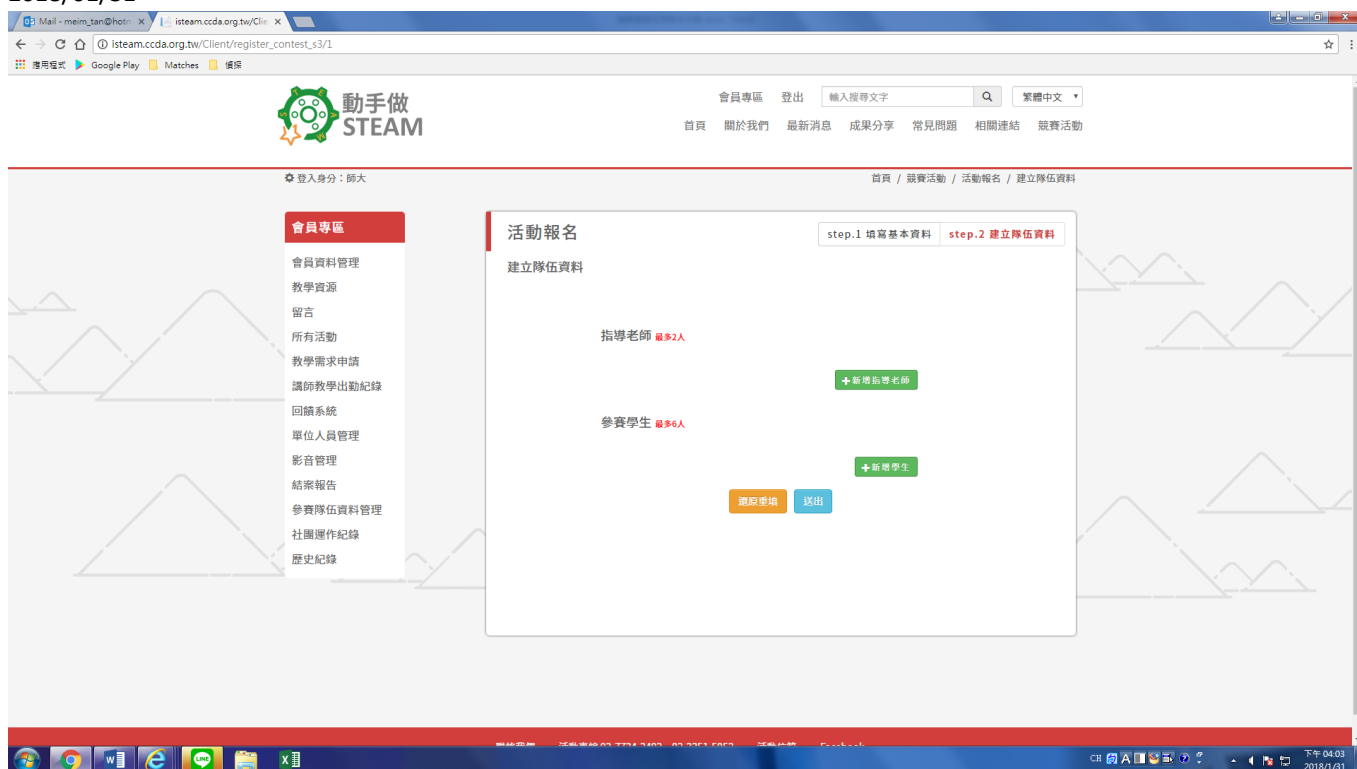 2018/01/31
Mail - meim_tan@hotm
isteam.ccda.org.tw/Clie
isteam.ccda.org.tw/Client/register_contest_s3/1
應用程式 Google Play Matches 偵探
動手做
STEAM
會員專區 登出 輸入搜尋文字 繁體中文
首頁 關於我們 最新消息 成果分享 常見問題 相關連結 競賽活動
登入身分：師大
首頁 / 競賽活動 / 活動報名 / 建立隊伍資料
會員專區
會員資料管理
教學資源
留言
所有活動
教學需求申請
講師教學出勤紀錄
回饋系統
單位人員管理
影音管理
結案報告
參賽隊伍資料管理
社團運作紀錄
歷史紀錄
活動報名
step.1 填寫基本資料 step.2 建立隊伍資料
建立隊伍資料
指導老師 最多2人
新增指導老師
參賽學生 最多6人
新增學生
還原重填 送出
CH
下午 04:03
2018/1/31